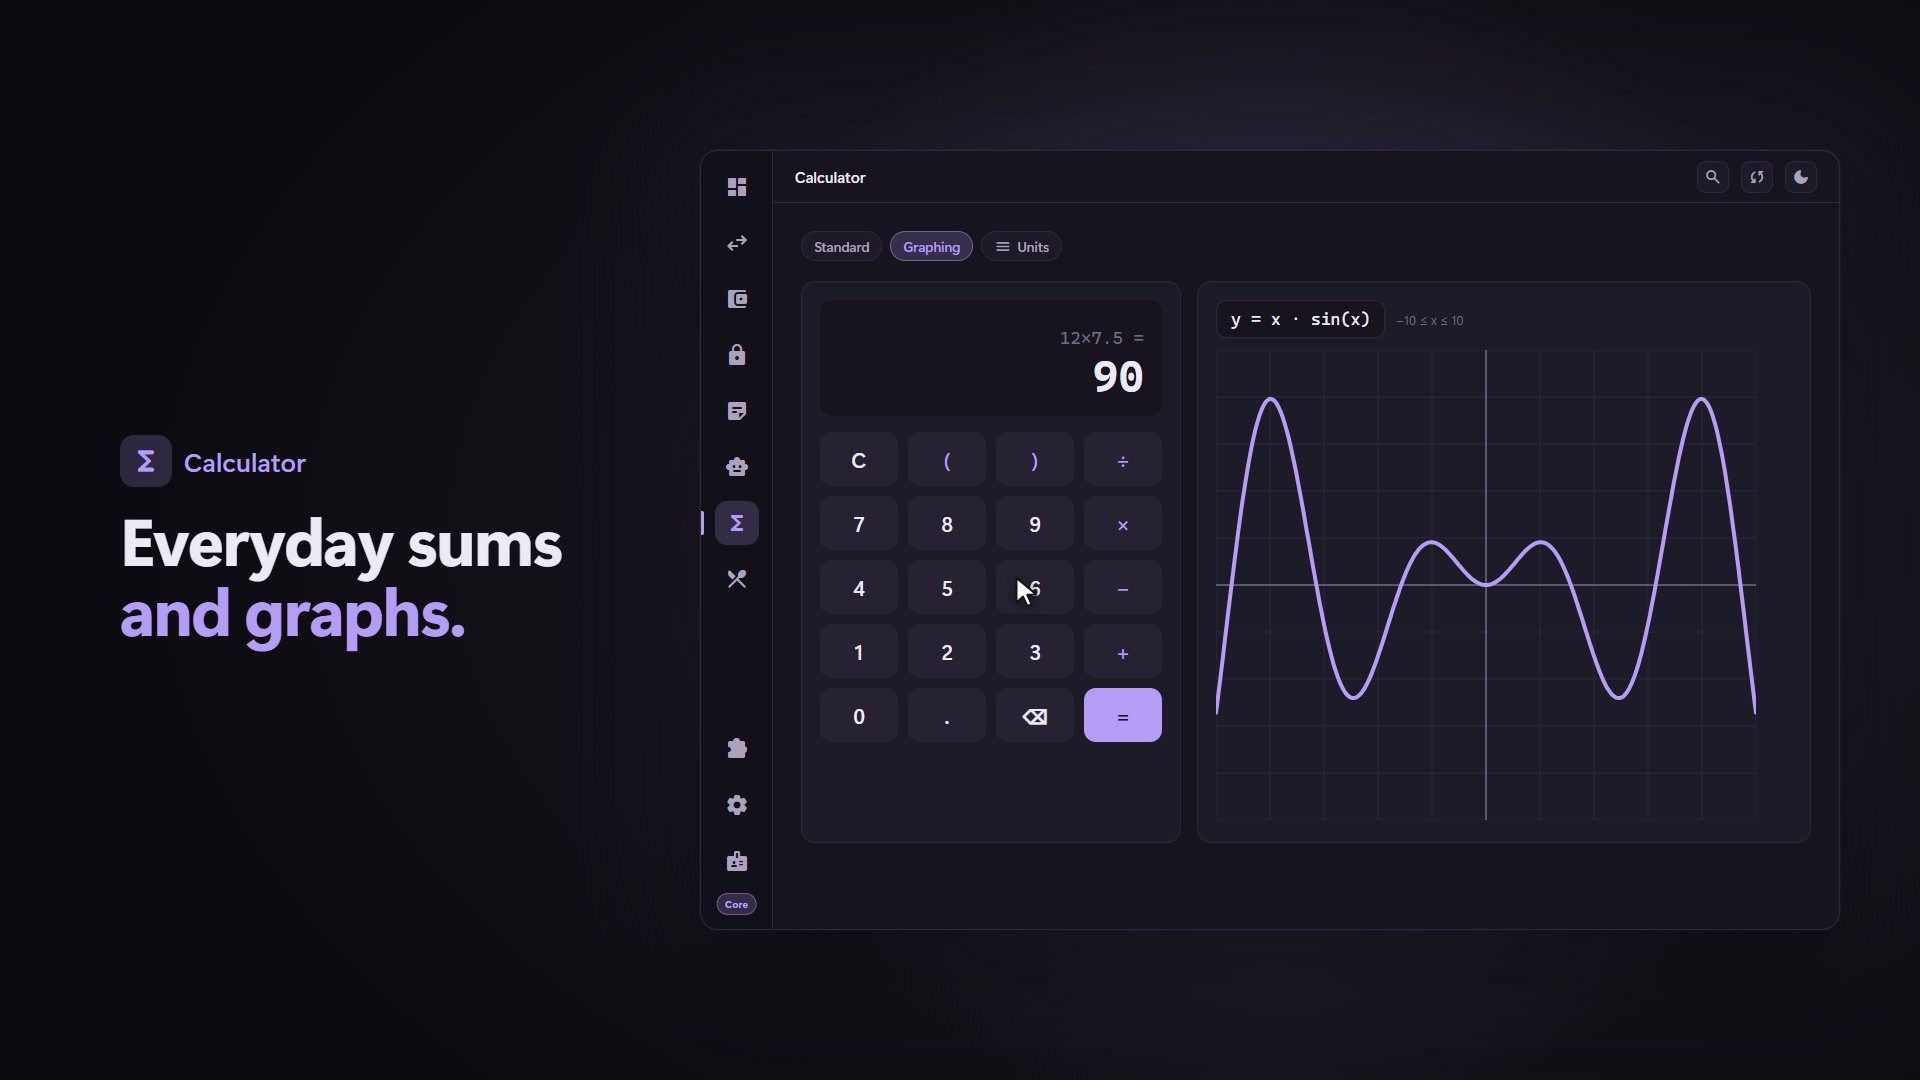 Calculator
Everyday sums
and graphs.
Calculator
Standard
Graphing
Units
12×7.5 =
90
C ( ) ÷
7 8 9 ×
4 5 6 −
1 2 3 +
0 . ⌫ =
y = x · sin(x)
−10 ≤ x ≤ 10
Core